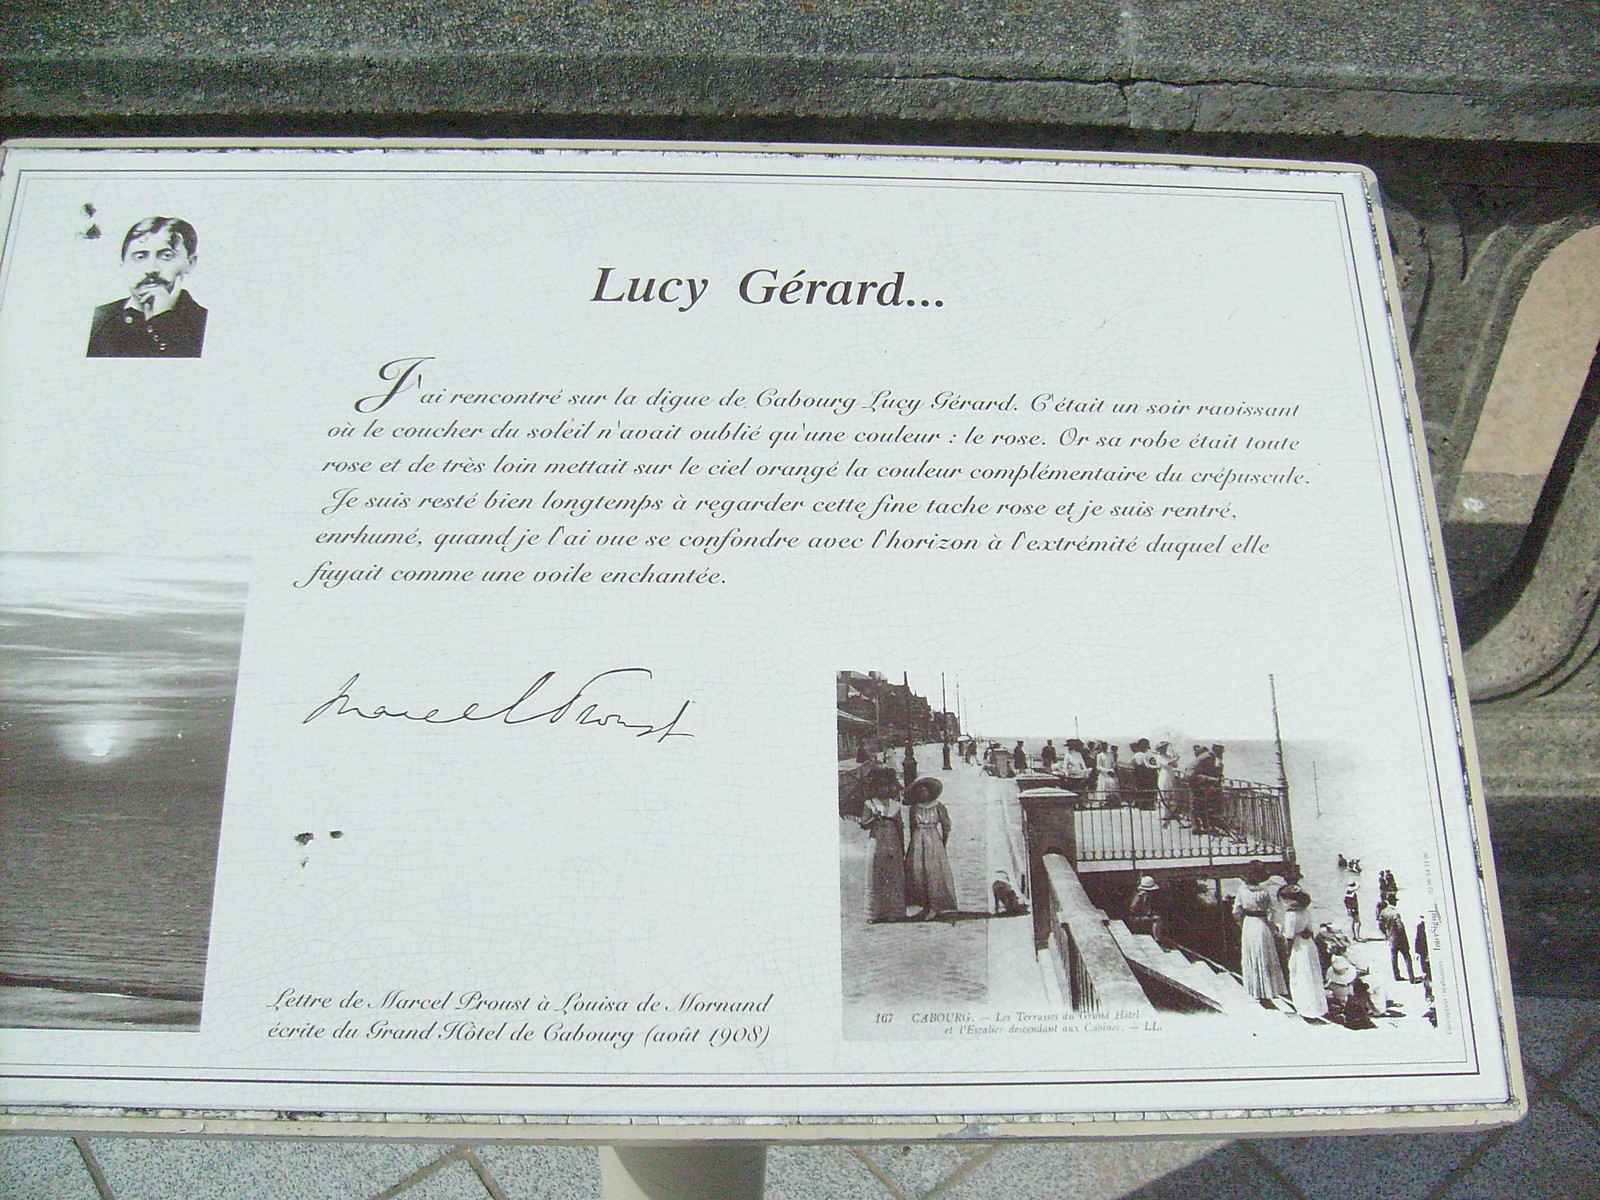 Lucy Gérard...
J'ai rencontré sur la digue de Cabourg Lucy Gérard. C'était un soir ravissant
où le coucher du soleil n'avait oublié qu'une couleur : le rose. Or sa robe était toute
rose et de très loin mettait sur le ciel orangé la couleur complémentaire du crépuscule.
Je suis resté bien longtemps à regarder cette fine tache rose et je suis rentré,
enrhumé, quand je l'ai vue se confondre avec l'horizon à l'extrémité duquel elle
fuyait comme une voile enchantée.
Marcel Proust
Lettre de Marcel Proust à Louisa de Mornand
écrite du Grand Hôtel de Cabourg (août 1908)
167 CABOURG. — Les Terrasses du Grand Hôtel
et l'Escalier descendant aux Cabines. — LL.